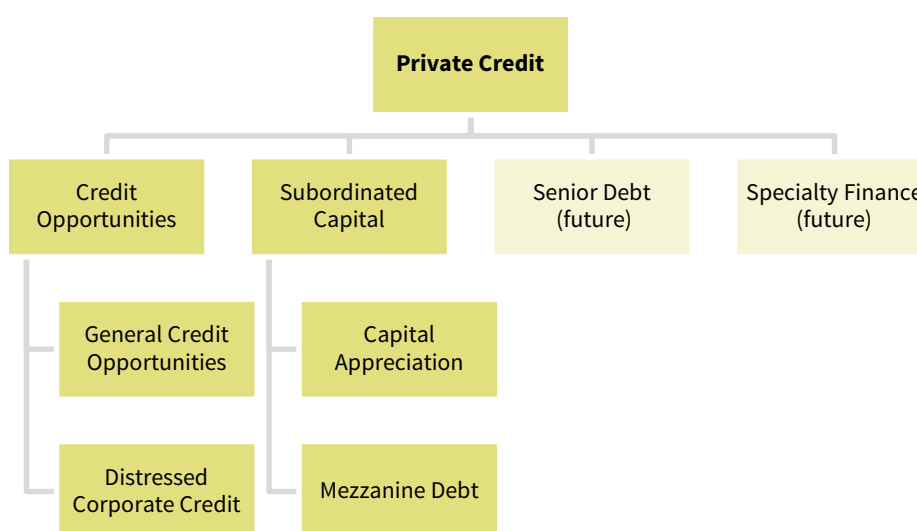 Private Credit
Credit
Opportunities
Subordinated
Capital
Senior Debt
(future)
Specialty Finance
(future)
General Credit
Opportunities
Capital
Appreciation
Distressed
Corporate Credit
Mezzanine Debt